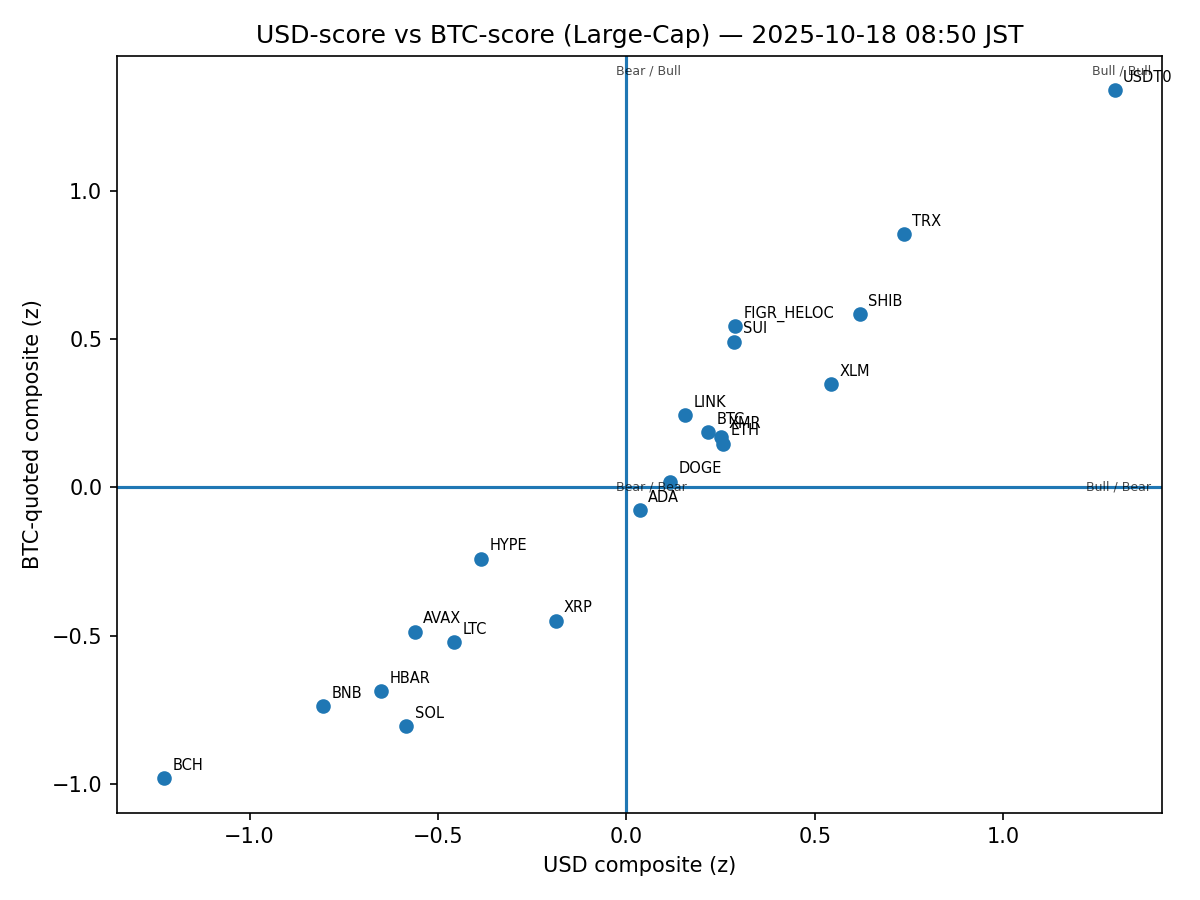 USD-score vs BTC-score (Large-Cap) — 2025-10-18 08:50 JST
Bear / Bull
Bull / Bull
USDT0
1.0
TRX
SHIB
FIGR_HELOC
SUI
0.5
XLM
LINK
BTC
XMR
ETH
DOGE
0.0
Bear / Bear
Bull / Bear
ADA
HYPE
XRP
AVAX
LTC
−0.5
HBAR
BNB
SOL
BCH
−1.0
−1.0
−0.5
0.0
0.5
1.0
USD composite (z)
BTC-quoted composite (z)